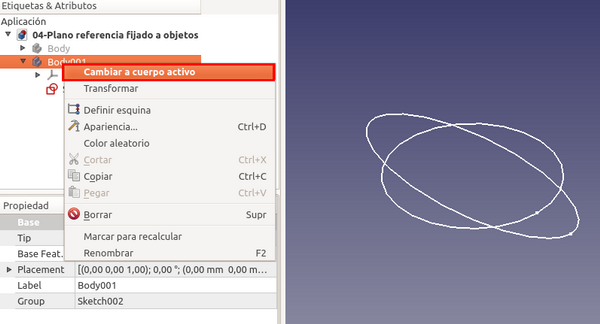 Etiquetas & Atributos
Aplicación
04-Plano referencia fijado a objetos
Body
Body001
Cambiar a cuerpo activo
Transformar
Definir esquina
Apariencia... Ctrl+D
Color aleatorio
Cortar Ctrl+X
Copiar Ctrl+C
Pegar Ctrl+V
Borrar Supr
Marcar para recalcular
Renombrar F2
Propiedad
Base
Tip
Base Feat.
Placement [(0,00 0,00 1,00); 0,00 °; (0,00 mm 0,00 m...
Label Body001
Group Sketch002